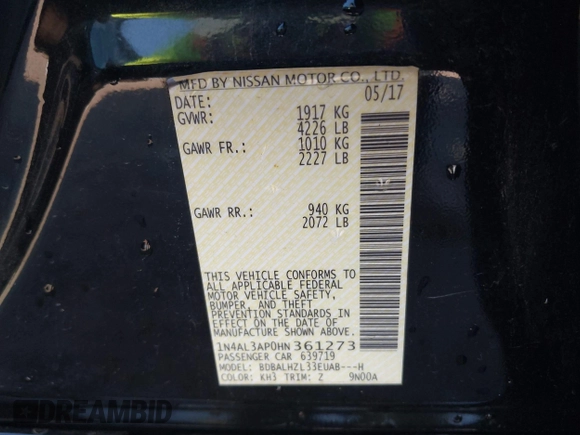 MFD BY NISSAN MOTOR CO., LTD.
DATE: 05/17
GVWR: 1917 KG
4226 LB
GAWR FR.: 1010 KG
2227 LB
GAWR RR.: 940 KG
2072 LB
THIS VEHICLE CONFORMS TO
ALL APPLICABLE FEDERAL
MOTOR VEHICLE SAFETY,
BUMPER, AND THEFT
PREVENTION STANDARDS IN
EFFECT ON THE DATE OF
MANUFACTURE SHOWN ABOVE.
1N4AL3AP0HN361273
PASSENGER CAR 639719
MODEL: BDBALHZL33EUAB---H
COLOR: KH3 TRIM: Z 9N00A
DREAMBID